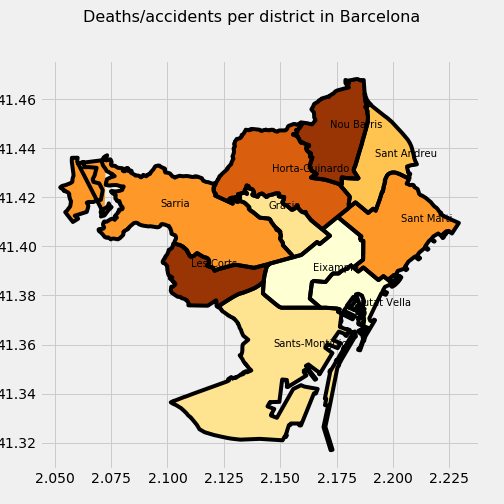 Deaths/accidents per district in Barcelona
41.46
41.44
41.42
41.40
41.38
41.36
41.34
41.32
Nou Barris
Sant Andreu
Horta-Guinardo
Sarria
Gracia
Sant Marti
Les Corts
Eixample
Ciutat Vella
Sants-Montjuic
2.050 2.075 2.100 2.125 2.150 2.175 2.200 2.225